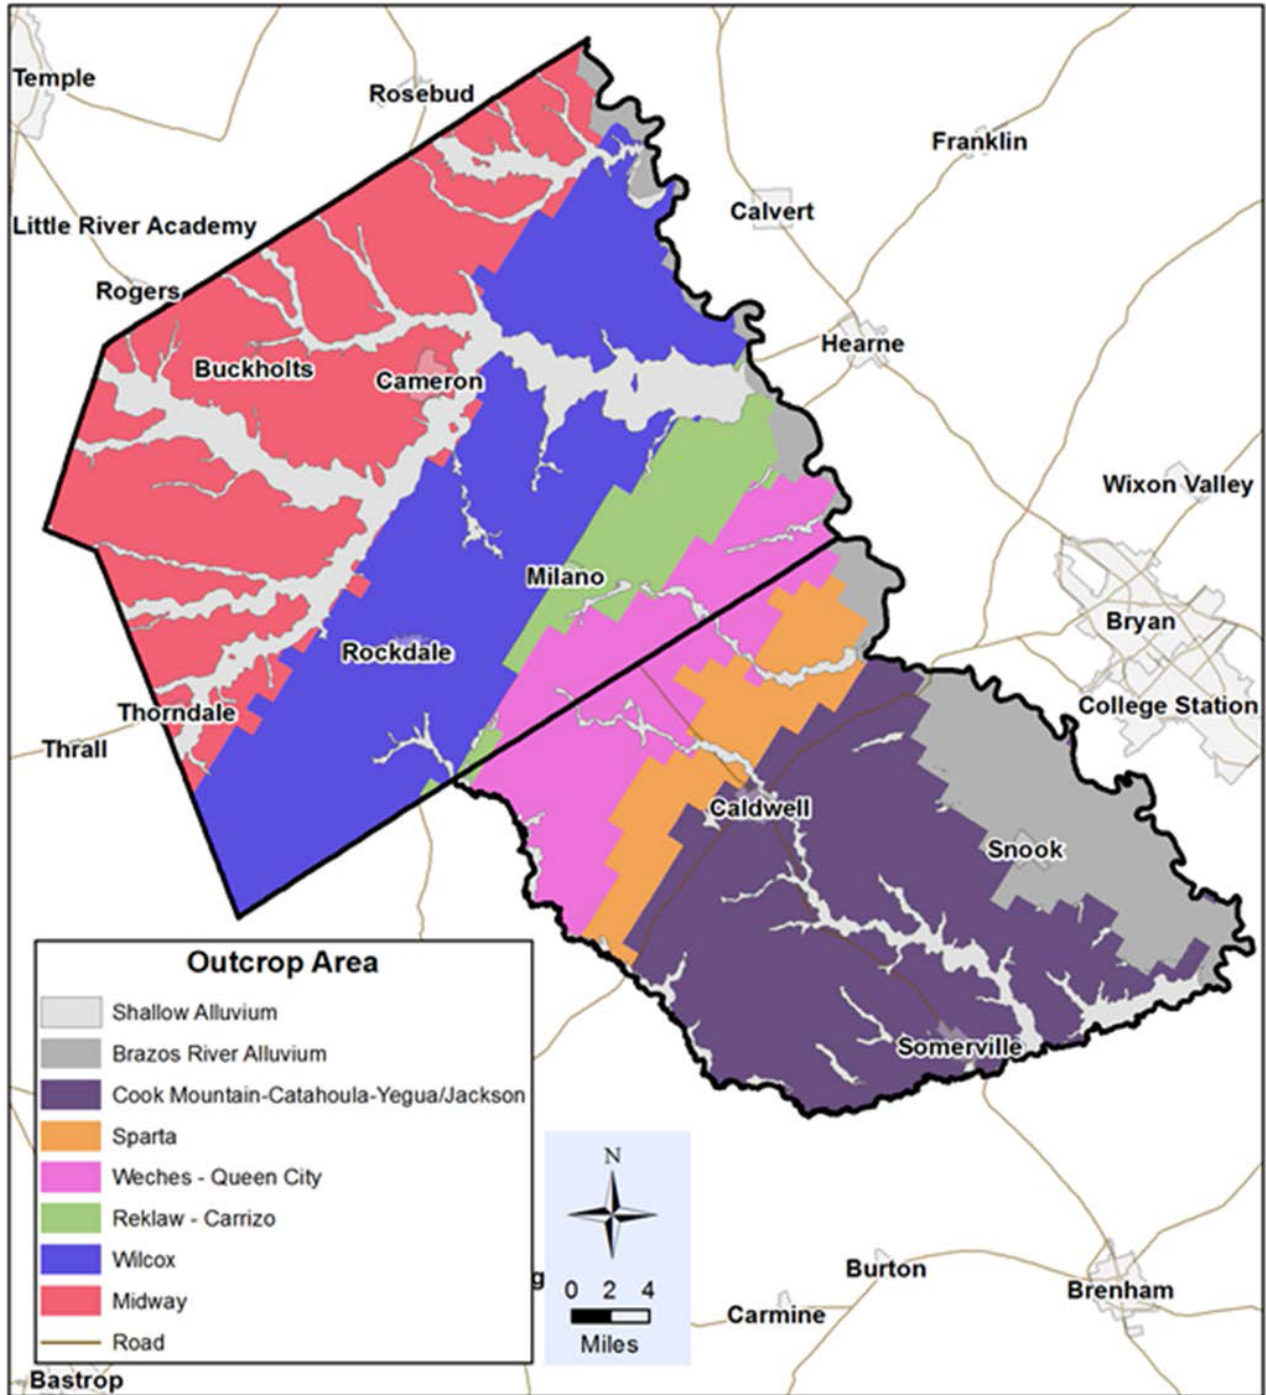 Temple
Rosebud
Franklin
Calvert
Little River Academy
Rogers
Hearne
Buckholts
Cameron
Wixon Valley
Milano
Bryan
Rockdale
College Station
Thorndale
Thrall
Caldwell
Snook
Somerville
Outcrop Area
Shallow Alluvium
Brazos River Alluvium
Cook Mountain-Catahoula-Yegua/Jackson
Sparta
Weches - Queen City
Reklaw - Carrizo
Wilcox
Midway
Road
N
0 2 4
Miles
g
Burton
Brenham
Carmine
Bastrop